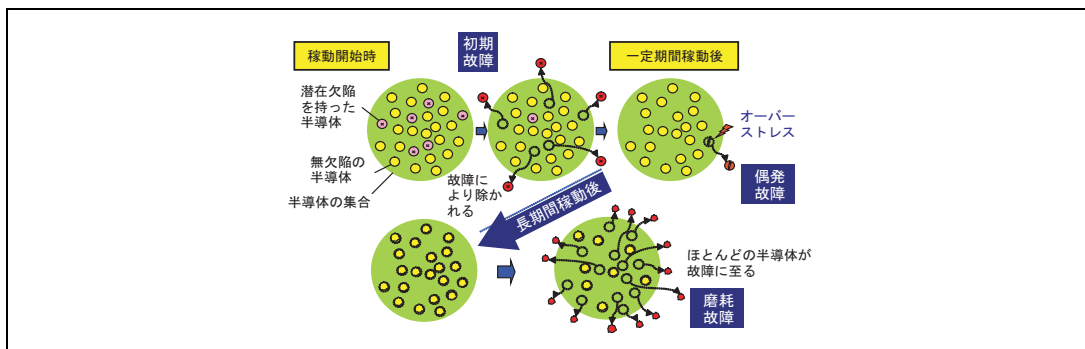 稼動開始時
初期
故障
一定期間稼動後
潜在欠陥
を持った
半導体
オーバー
ストレス
無欠陥の
半導体
半導体の集合
故障に
より除か
れる
偶発
故障
長期間稼動後
ほとんどの半導体が
故障に至る
磨耗
故障